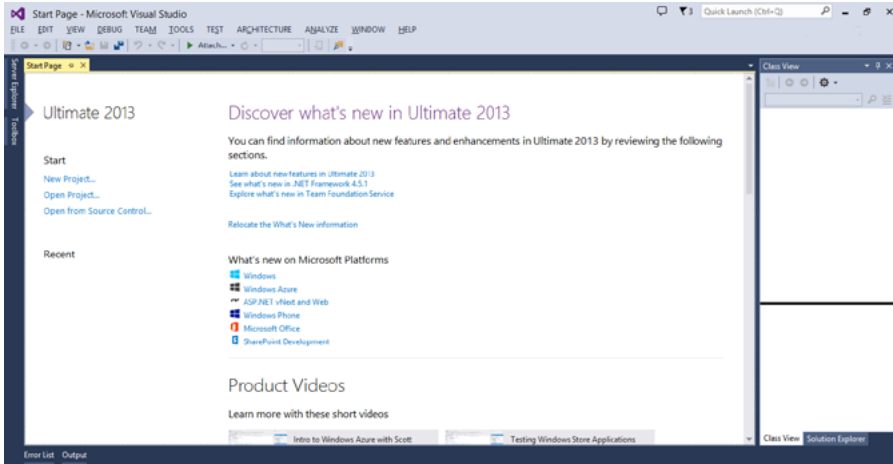 Start Page - Microsoft Visual Studio
3
Quick Launch (Ctrl+Q)
FILE EDIT VIEW DEBUG TEAM TOOLS TEST ARCHITECTURE ANALYZE WINDOW HELP
Attach...
Server Explorer
Toolbox
Start Page
Class View
Ultimate 2013
Start
New Project...
Open Project...
Open from Source Control...
Recent
Discover what's new in Ultimate 2013
You can find information about new features and enhancements in Ultimate 2013 by reviewing the following
sections.
Learn about new features in Ultimate 2013
See what's new in .NET Framework 4.5.1
Explore what's new in Team Foundation Service
Relocate the What's New information
What's new on Microsoft Platforms
Windows
Windows Azure
ASP.NET vNext and Web
Windows Phone
Microsoft Office
SharePoint Development
Product Videos
Learn more with these short videos
Intro to Windows Azure with Scott
Testing Windows Store Applications
Class View Solution Explorer
Error List Output